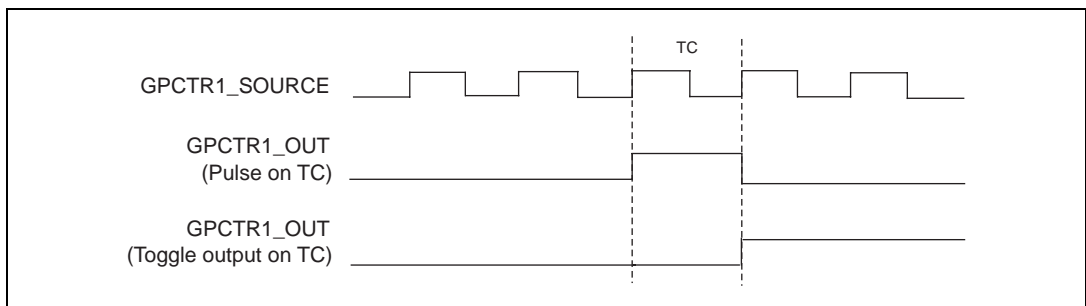 TC
GPCTR1_SOURCE
GPCTR1_OUT
(Pulse on TC)
GPCTR1_OUT
(Toggle output on TC)